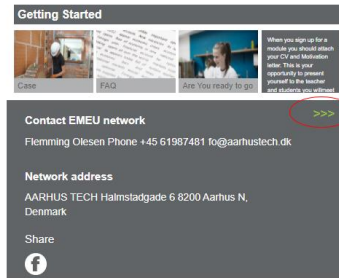 Getting Started
Case
FAQ
Are You ready to go
When you sign up for a
module you should attach
your CV and Motivation
letter. This is your
opportunity to present
yourself to the teacher
and students you willmeet
>>>
Contact EMEU network
Flemming Olesen Phone +45 61987481 fo@aarhustech.dk
Network address
AARHUS TECH Halmstadgade 6 8200 Aarhus N,
Denmark
Share
f